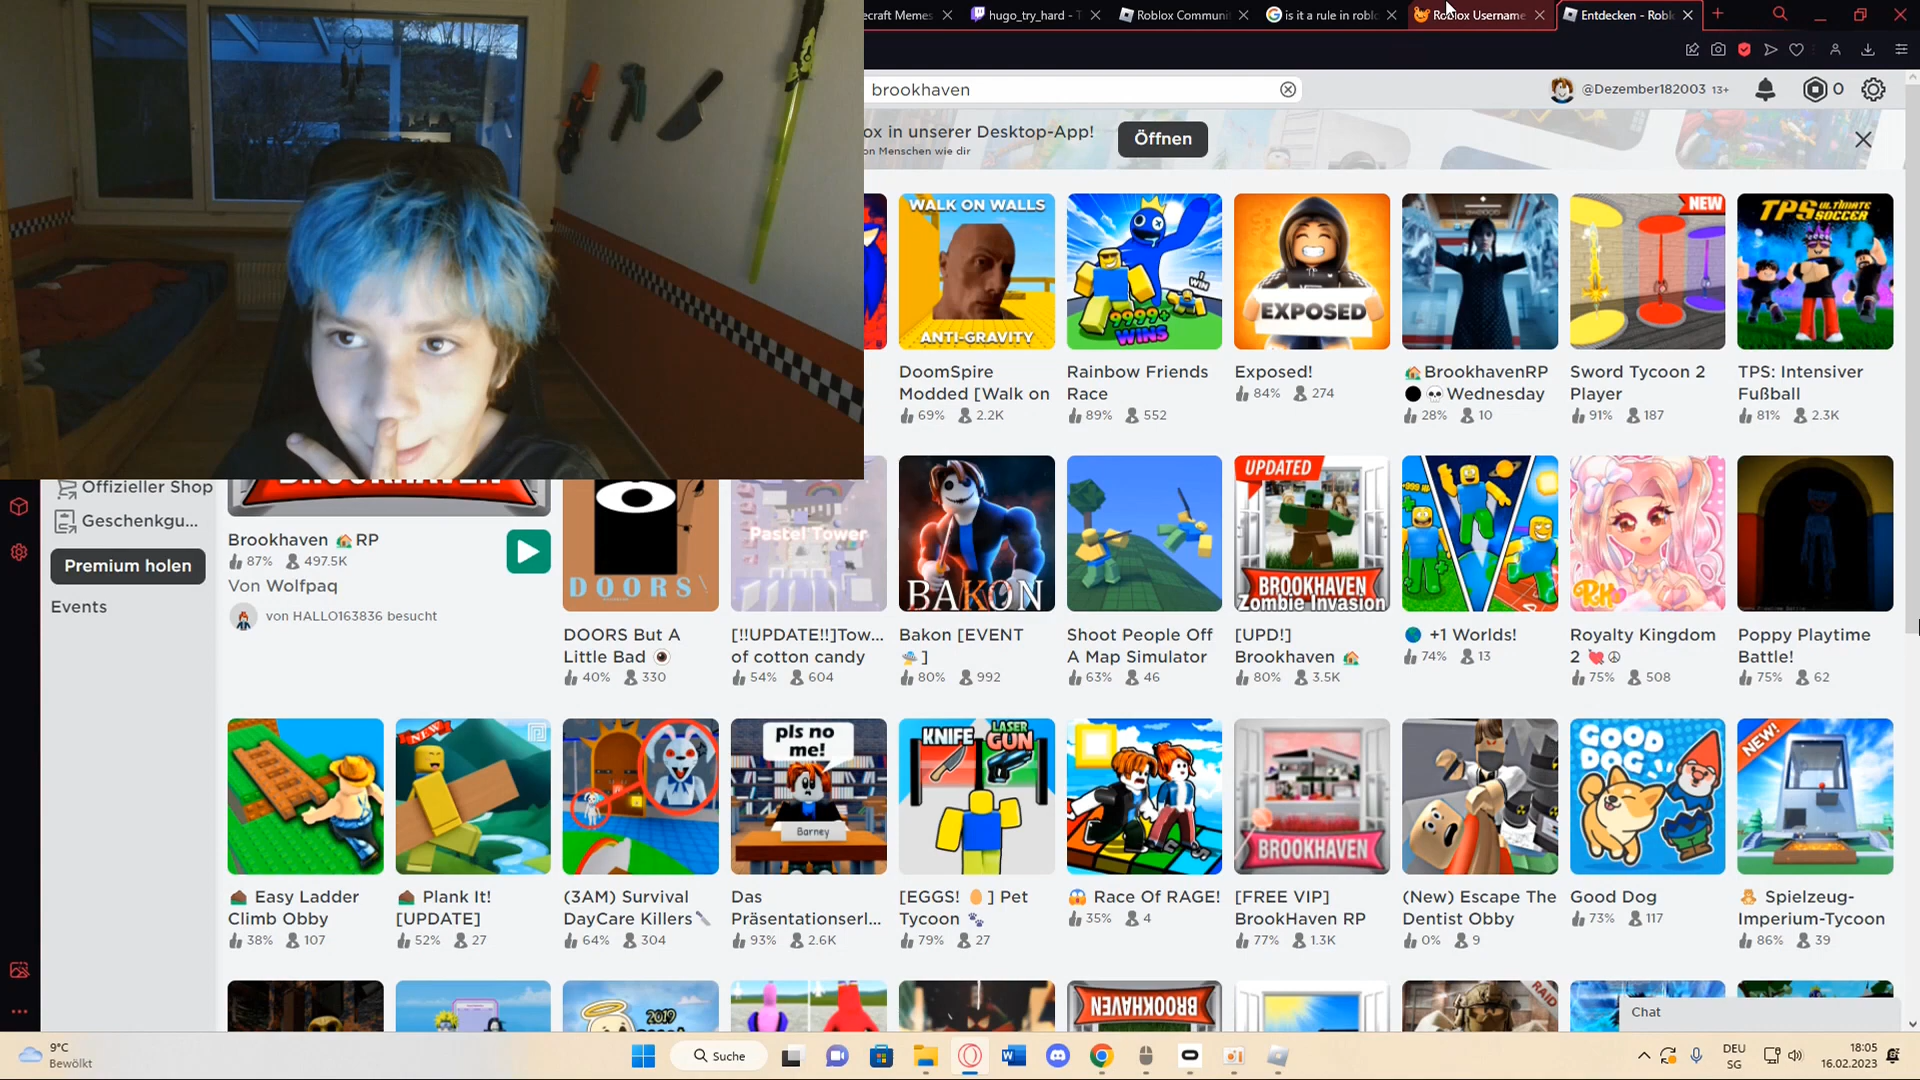 ecraft Memes
hugo_try_hard - T
Roblox Communi
is it a rule in roblo
Roblox Username
Entdecken - Robl
brookhaven
@Dezember182003 13+
0
ox in unserer Desktop-App!
on Menschen wie dir
Öffnen
WALK ON WALLS
ANTI-GRAVITY
1 WIN
9999+ WINS
EXPOSED
NEW
TPS ULTIMATE SOCCER
DoomSpire Modded [Walk on
69% 2.2K
Rainbow Friends Race
89% 552
Exposed!
84% 274
BrookhavenRP Wednesday
28% 10
Sword Tycoon 2 Player
91% 187
TPS: Intensiver Fußball
81% 2.3K
Offizieller Shop
Geschenkgu...
Premium holen
Events
BROOKHAVEN
Brookhaven RP
87% 497.5K
Von Wolfpaq
von HALLO163836 besucht
DOORS
Pastel Tower
BAKON
UPDATED
BROOKHAVEN
Zombie Invasion
RH
DOORS But A Little Bad
40% 330
[!!UPDATE!!]Tow... of cotton candy
54% 604
Bakon [EVENT ]
80% 992
Shoot People Off A Map Simulator
63% 46
[UPD!] Brookhaven
80% 3.5K
+1 Worlds!
74% 13
Royalty Kingdom 2
75% 508
Poppy Playtime Battle!
75% 62
NEW
pls no me!
Barney
KNIFE
LASER GUN
BROOKHAVEN
GOOD DOG
NEW!
Easy Ladder Climb Obby
38% 107
Plank It! [UPDATE]
52% 27
(3AM) Survival DayCare Killers
64% 304
Das Präsentationserl...
93% 2.6K
[EGGS! ] Pet Tycoon
79% 27
Race Of RAGE!
35% 4
[FREE VIP] BrookHaven RP
77% 1.3K
(New) Escape The Dentist Obby
0% 9
Good Dog
73% 117
Spielzeug-Imperium-Tycoon
86% 39
2019
BROOKHAVEN
RAID
Chat
9°C
Bewölkt
Suche
DEU
SG
18:05
16.02.2023